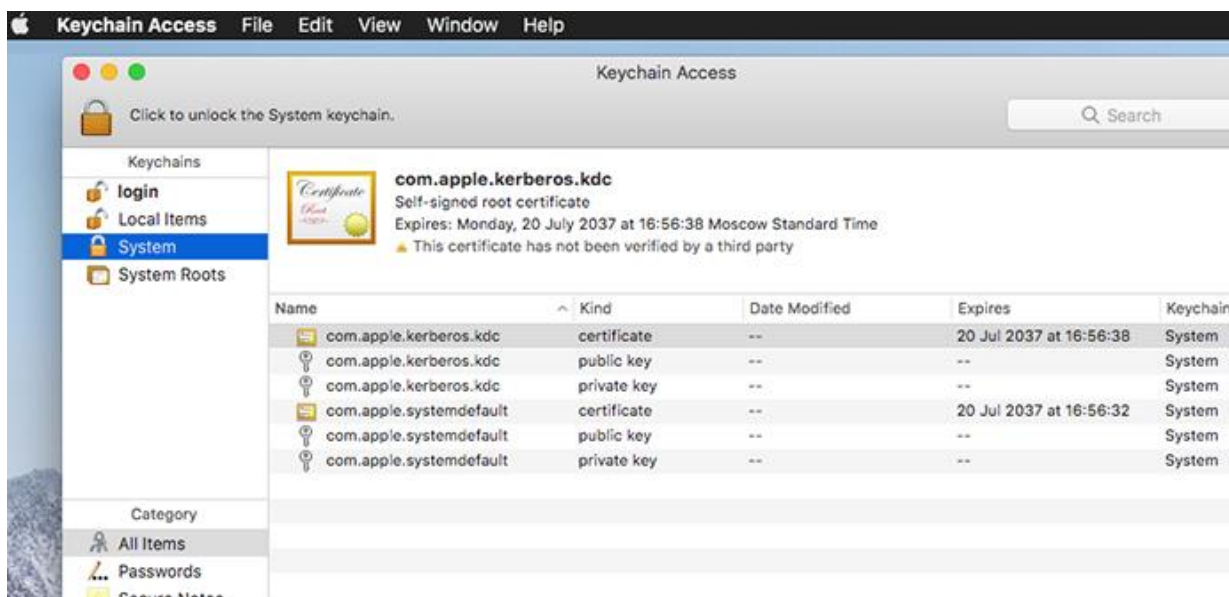 Keychain Access File Edit View Window Help
Keychain Access
Click to unlock the System keychain.
Search
Keychains
login
Local Items
System
System Roots
Certificate
Root
com.apple.kerberos.kdc
Self-signed root certificate
Expires: Monday, 20 July 2037 at 16:56:38 Moscow Standard Time
This certificate has not been verified by a third party
Name Kind Date Modified Expires Keychain
com.apple.kerberos.kdc certificate -- 20 Jul 2037 at 16:56:38 System
com.apple.kerberos.kdc public key -- -- System
com.apple.kerberos.kdc private key -- -- System
com.apple.systemdefault certificate -- 20 Jul 2037 at 16:56:32 System
com.apple.systemdefault public key -- -- System
com.apple.systemdefault private key -- -- System
Category
All Items
Passwords
Secure Notes